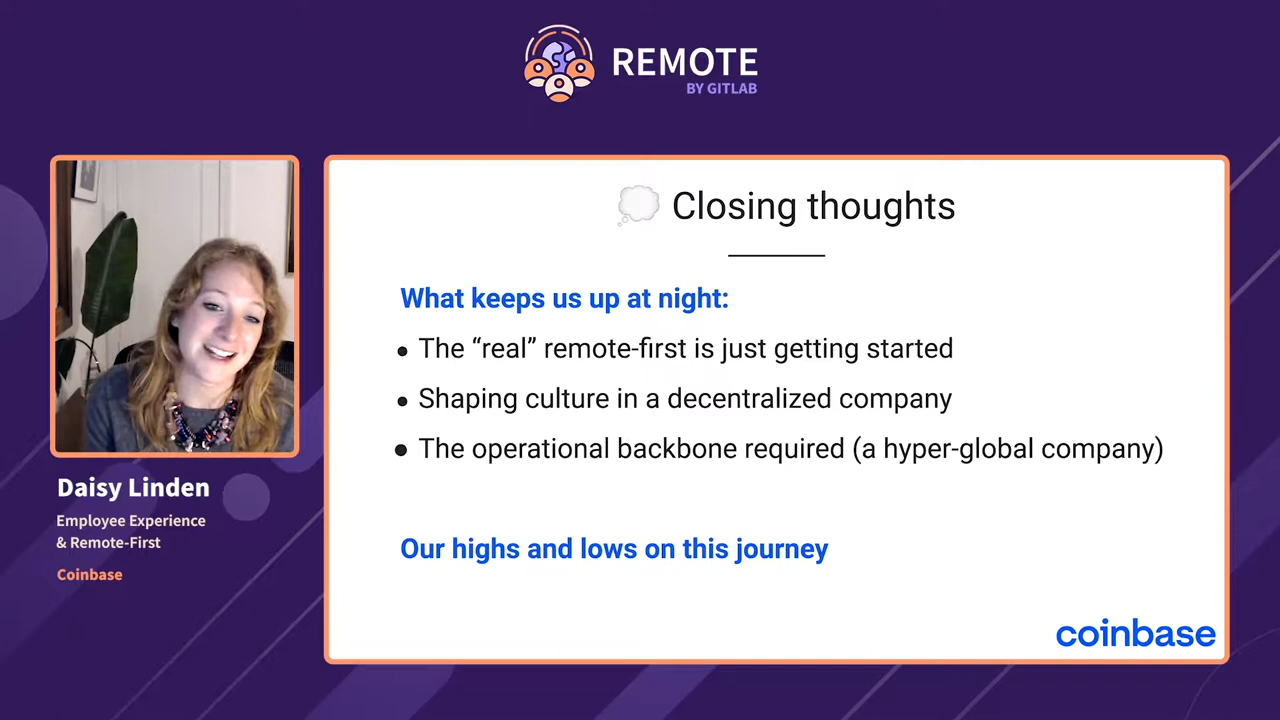 REMOTE
BY GITLAB
Closing thoughts
What keeps us up at night:
• The “real” remote-first is just getting started
• Shaping culture in a decentralized company
• The operational backbone required (a hyper-global company)
Our highs and lows on this journey
coinbase
Daisy Linden
Employee Experience
& Remote-First
Coinbase